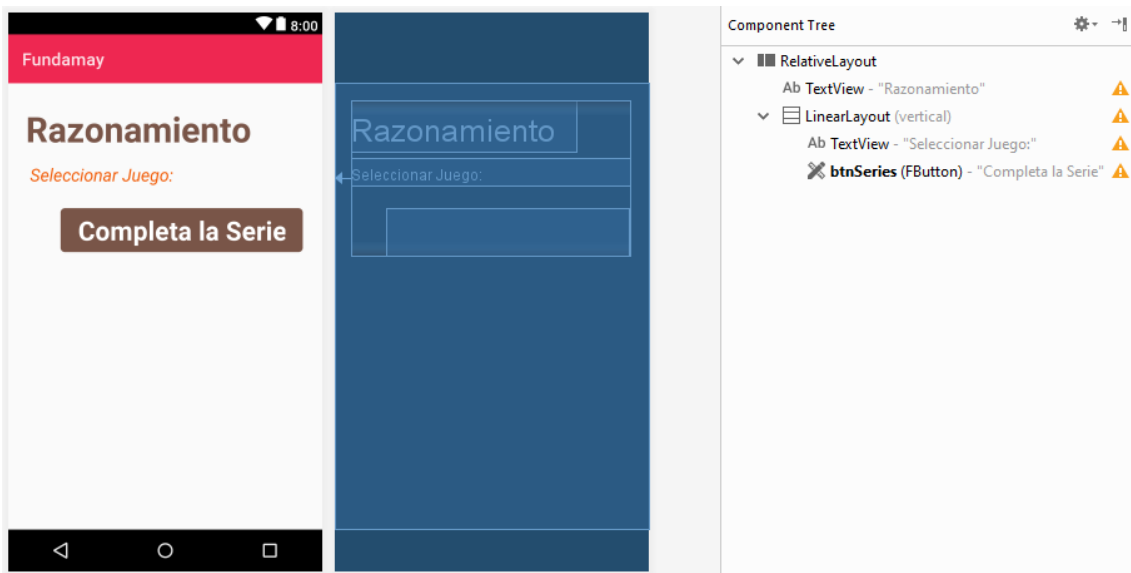 8:00
Fundamay
Razonamiento
Seleccionar Juego:
Completa la Serie
Razonamiento
Seleccionar Juego:
Component Tree
RelativeLayout
Ab TextView - "Razonamiento"
LinearLayout (vertical)
Ab TextView - "Seleccionar Juego:"
btnSeries (FButton) - "Completa la Serie"